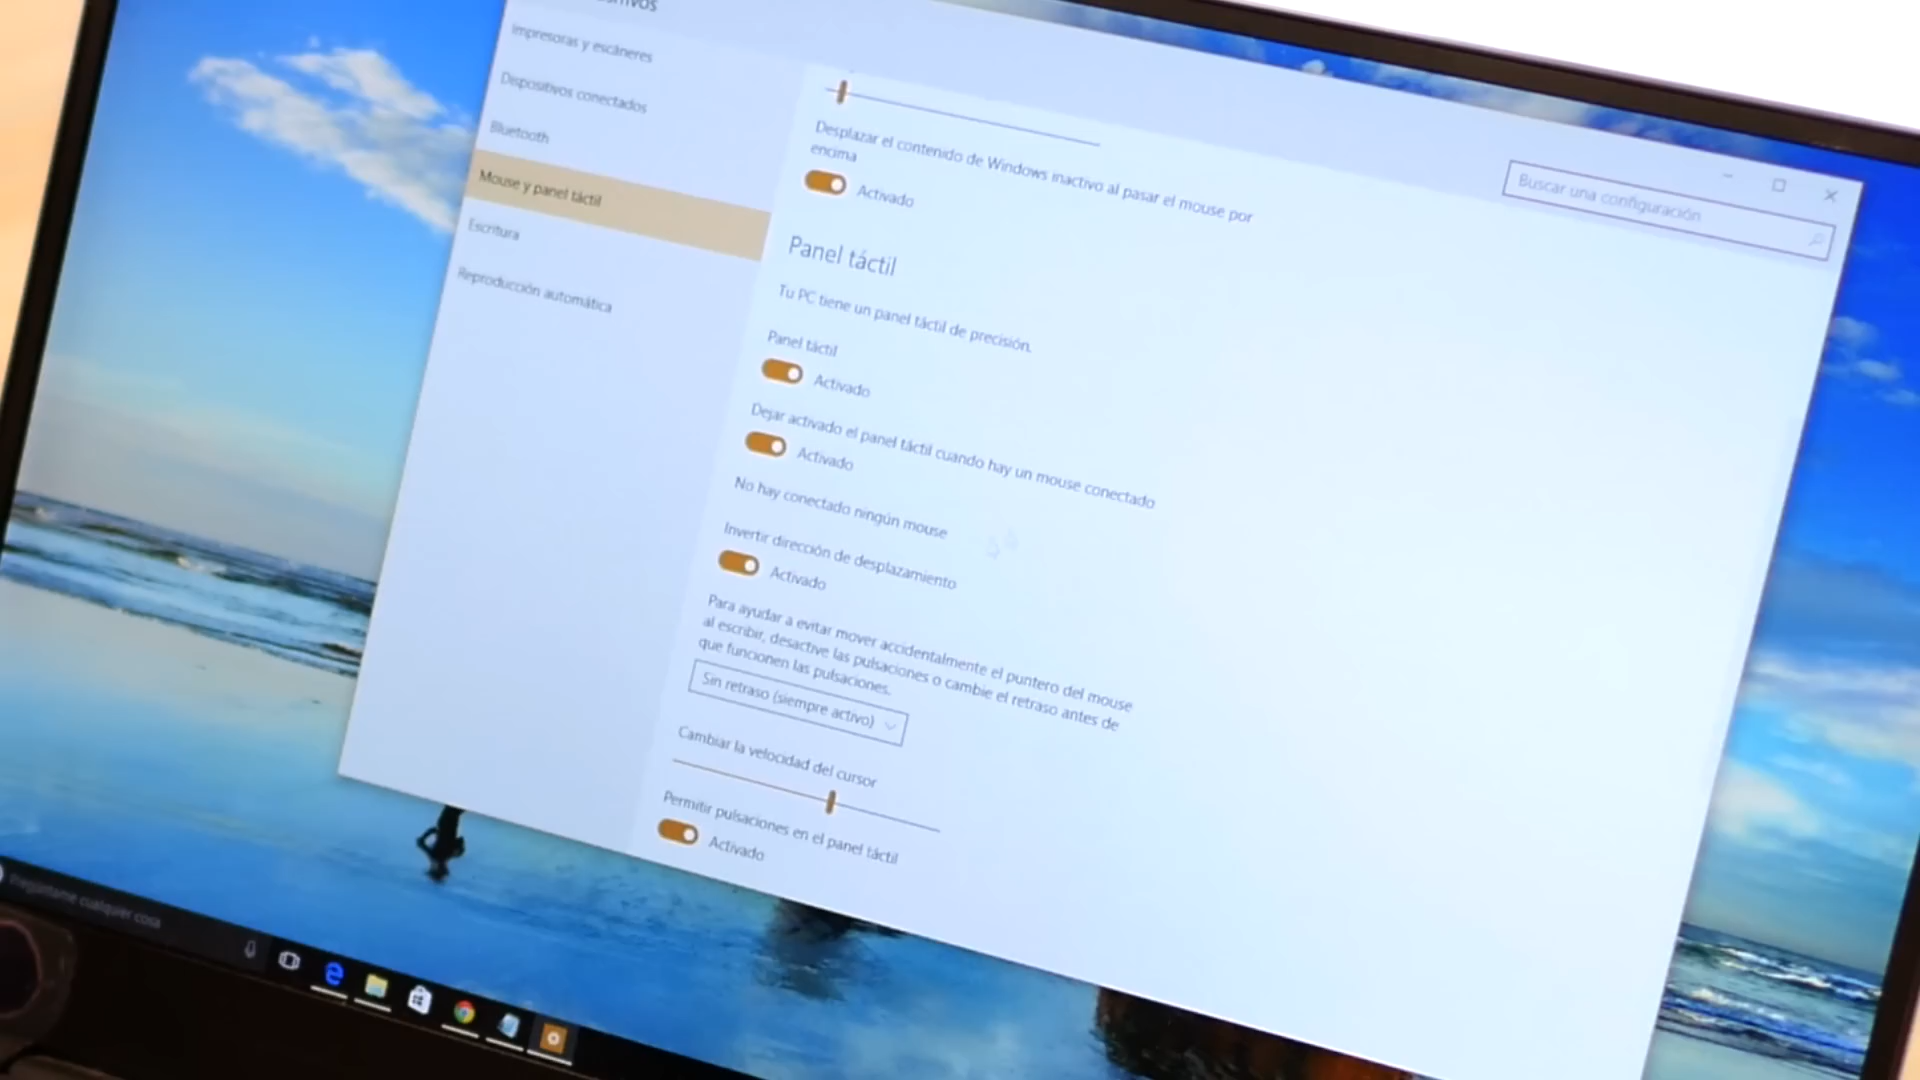 Impresoras y escáneres
Dispositivos conectados
Bluetooth
Mouse y panel táctil
Escritura
Reproducción automática
Desplazar el contenido de Windows inactivo al pasar el mouse por
encima
Activado
Panel táctil
Tu PC tiene un panel táctil de precisión.
Panel táctil
Activado
Dejar activado el panel táctil cuando hay un mouse conectado
Activado
No hay conectado ningún mouse
Invertir dirección de desplazamiento
Activado
Para ayudar a evitar mover accidentalmente el puntero del mouse
al escribir, desactive las pulsaciones o cambie el retraso antes de
que funcionen las pulsaciones.
Sin retraso (siempre activo)
Cambiar la velocidad del cursor
Permitir pulsaciones en el panel táctil
Activado
Buscar una configuración
cualquier cosa